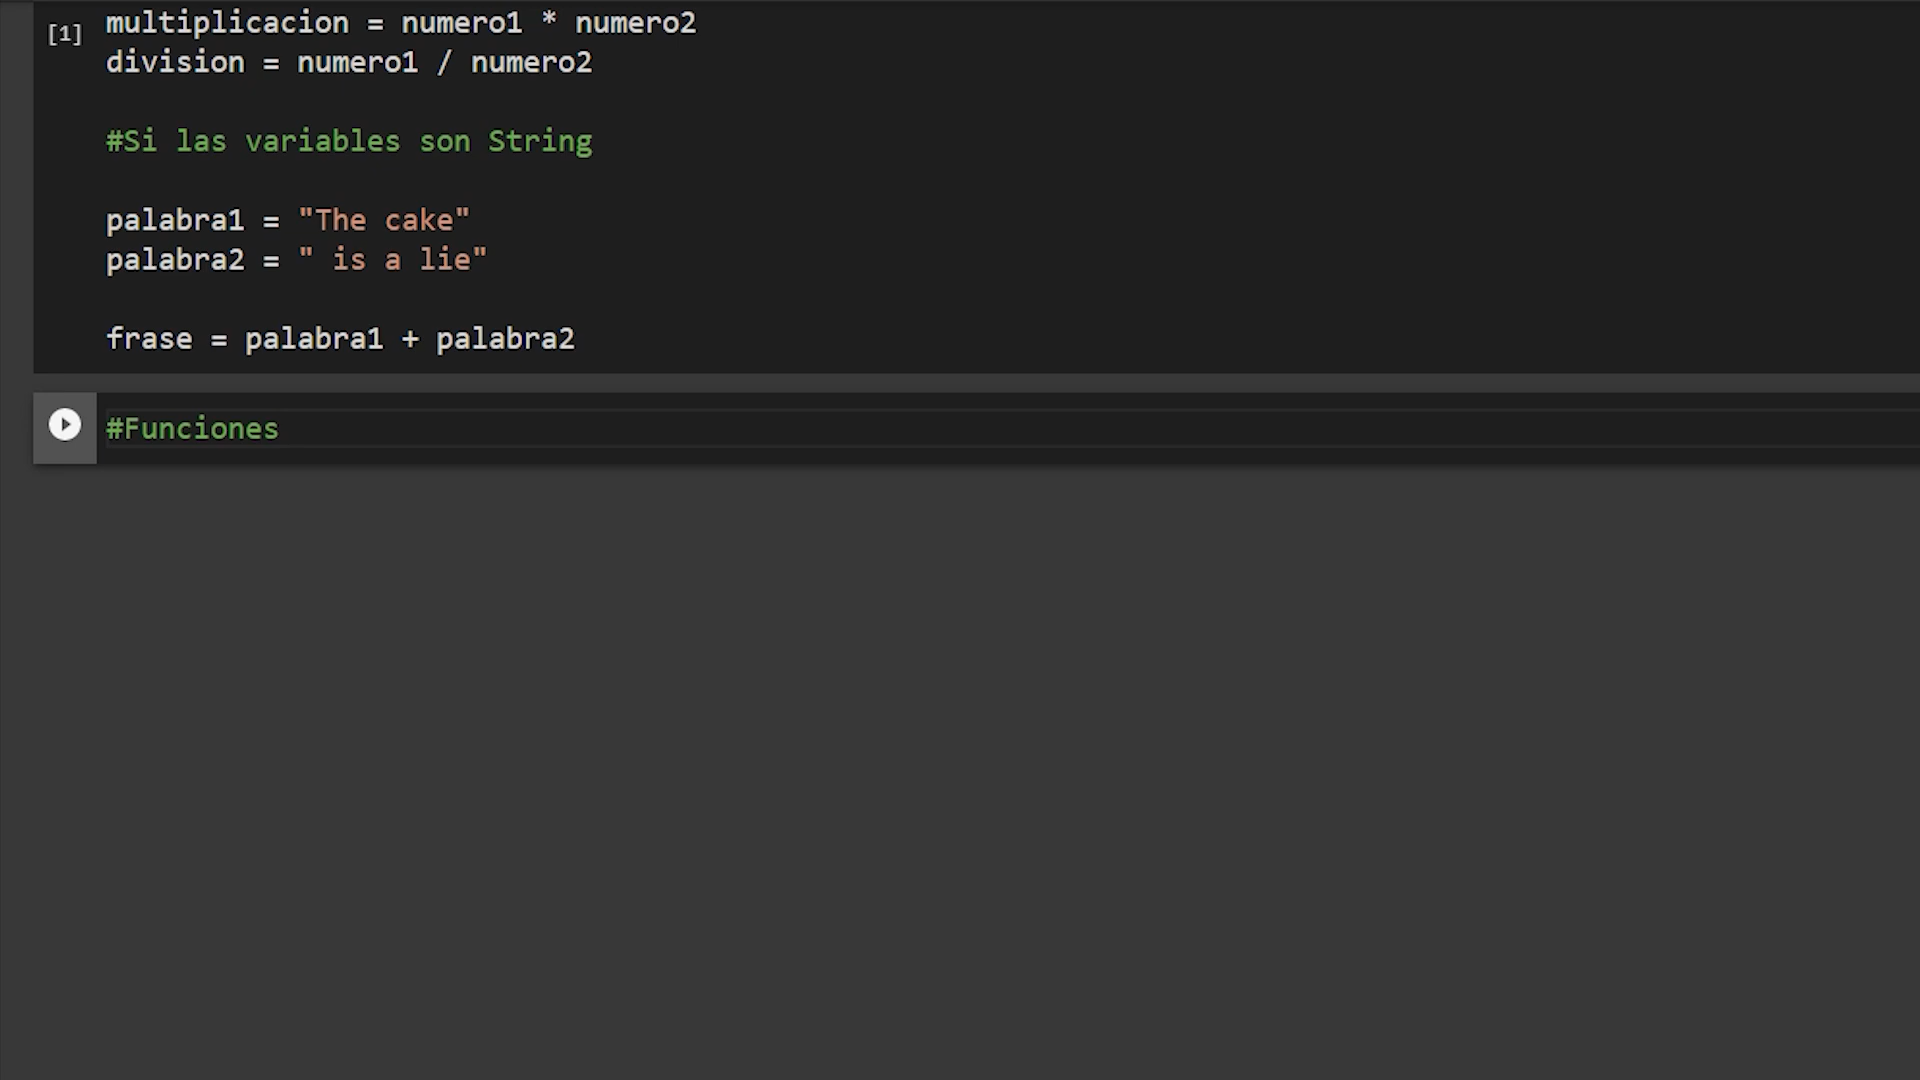 [1]
multiplicacion = numero1 * numero2
division = numero1 / numero2
#Si las variables son String
palabra1 = "The cake"
palabra2 = " is a lie"
frase = palabra1 + palabra2
#Funciones